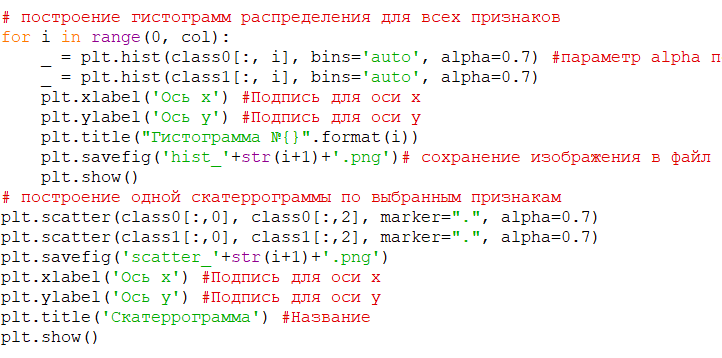 # построение гистограмм распределения для всех признаков
for i in range(0, col):
    _ = plt.hist(class0[:, i], bins='auto', alpha=0.7) #параметр alpha п
    _ = plt.hist(class1[:, i], bins='auto', alpha=0.7)
    plt.xlabel('Ось x') #Подпись для оси x
    plt.ylabel('Ось y') #Подпись для оси y
    plt.title("Гистограмма №{}".format(i))
    plt.savefig('hist_'+str(i+1)+'.png')# сохранение изображения в файл
    plt.show()
# построение одной скатеррограммы по выбранным признакам
plt.scatter(class0[:,0], class0[:,2], marker=".", alpha=0.7)
plt.scatter(class1[:,0], class1[:,2], marker=".", alpha=0.7)
plt.savefig('scatter_'+str(i+1)+'.png')
plt.xlabel('Ось x') #Подпись для оси x
plt.ylabel('Ось y') #Подпись для оси y
plt.title('Скатеррограмма') #Название
plt.show()